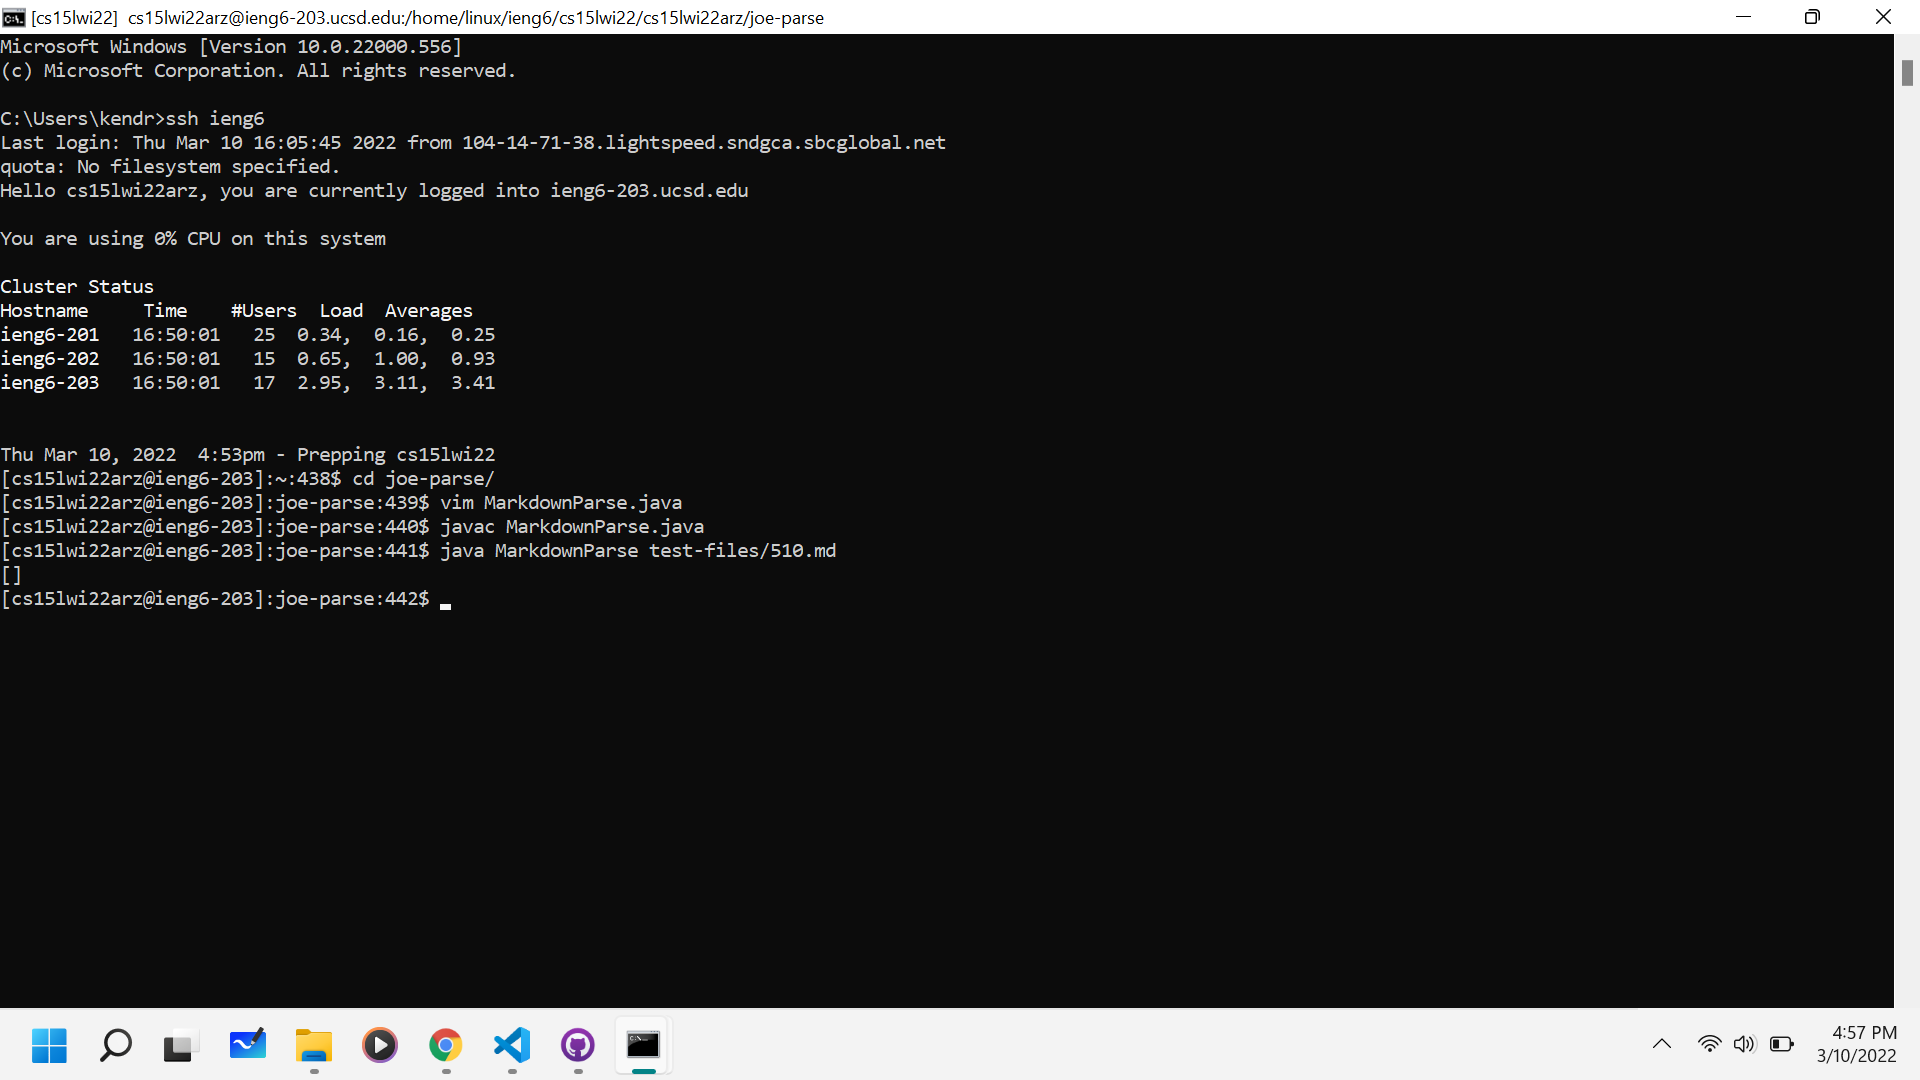 [cs15lwi22]  cs15lwi22arz@ieng6-203.ucsd.edu:/home/linux/ieng6/cs15lwi22/cs15lwi22arz/joe-parse
Microsoft Windows [Version 10.0.22000.556]
(c) Microsoft Corporation. All rights reserved.
C:\Users\kendr>ssh ieng6
Last login: Thu Mar 10 16:05:45 2022 from 104-14-71-38.lightspeed.sndgca.sbcglobal.net
quota: No filesystem specified.
Hello cs15lwi22arz, you are currently logged into ieng6-203.ucsd.edu
You are using 0% CPU on this system
Cluster Status
Hostname     Time    #Users  Load  Averages
ieng6-201   16:50:01   25  0.34,  0.16,  0.25
ieng6-202   16:50:01   15  0.65,  1.00,  0.93
ieng6-203   16:50:01   17  2.95,  3.11,  3.41
Thu Mar 10, 2022  4:53pm - Prepping cs15lwi22
[cs15lwi22arz@ieng6-203]:~:438$ cd joe-parse/
[cs15lwi22arz@ieng6-203]:joe-parse:439$ vim MarkdownParse.java
[cs15lwi22arz@ieng6-203]:joe-parse:440$ javac MarkdownParse.java
[cs15lwi22arz@ieng6-203]:joe-parse:441$ java MarkdownParse test-files/510.md
[]
[cs15lwi22arz@ieng6-203]:joe-parse:442$
4:57 PM
3/10/2022